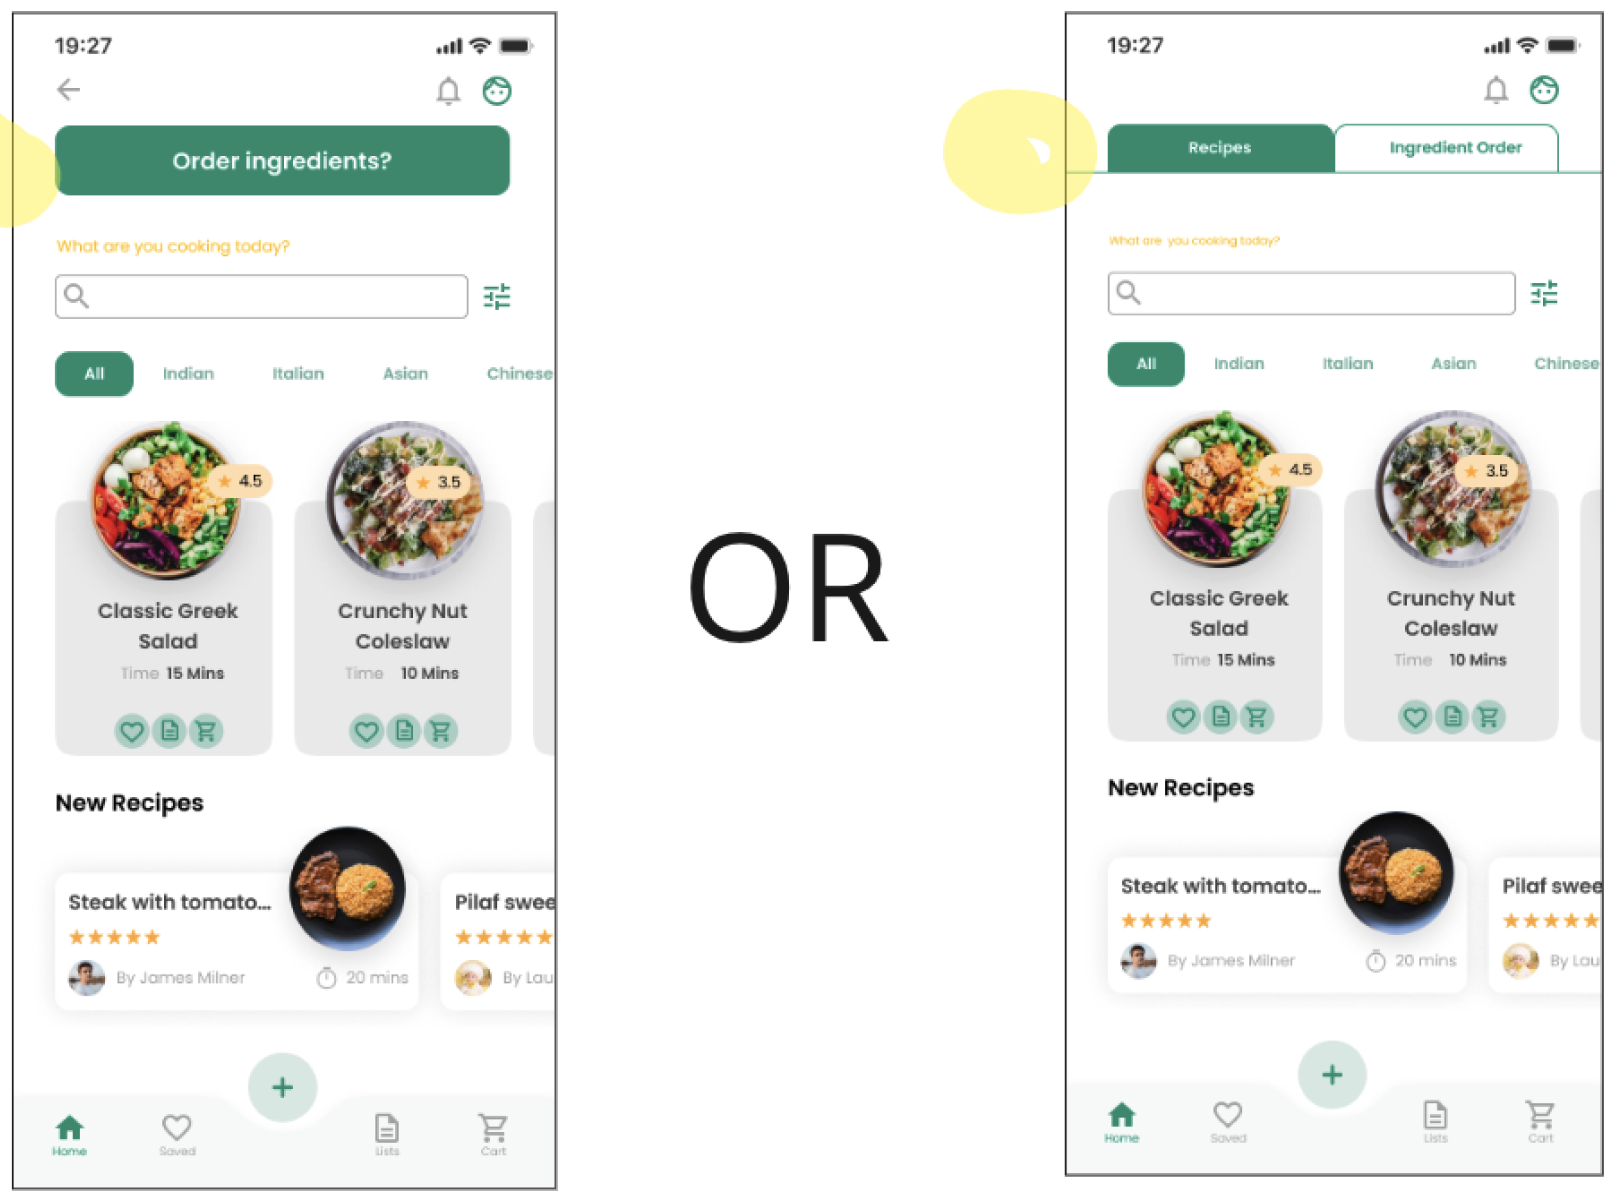 19:27
Order ingredients?
What are you cooking today?
All Indian Italian Asian Chinese
4.5 3.5
Classic Greek Salad
Time 15 Mins
Crunchy Nut Coleslaw
Time 10 Mins
New Recipes
Steak with tomato...
By James Milner 20 mins
Pilaf swee
By Lau
+
Home Saved Lists Cart
OR
19:27
Recipes Ingredient Order
What are you cooking today?
All Indian Italian Asian Chinese
4.5 3.5
Classic Greek Salad
Time 15 Mins
Crunchy Nut Coleslaw
Time 10 Mins
New Recipes
Steak with tomato...
By James Milner 20 mins
Pilaf swee
By Lau
+
Home Saved Lists Cart